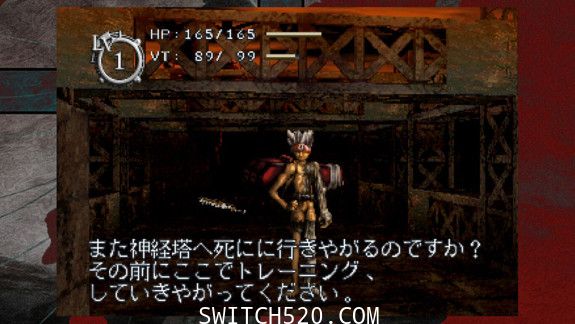 LV
1
HP:165/165
VT: 89/ 99
また神経塔へ死にに行きやがるのですか?
その前にここでトレーニング、
していきやがってください。
SWITCH520.COM